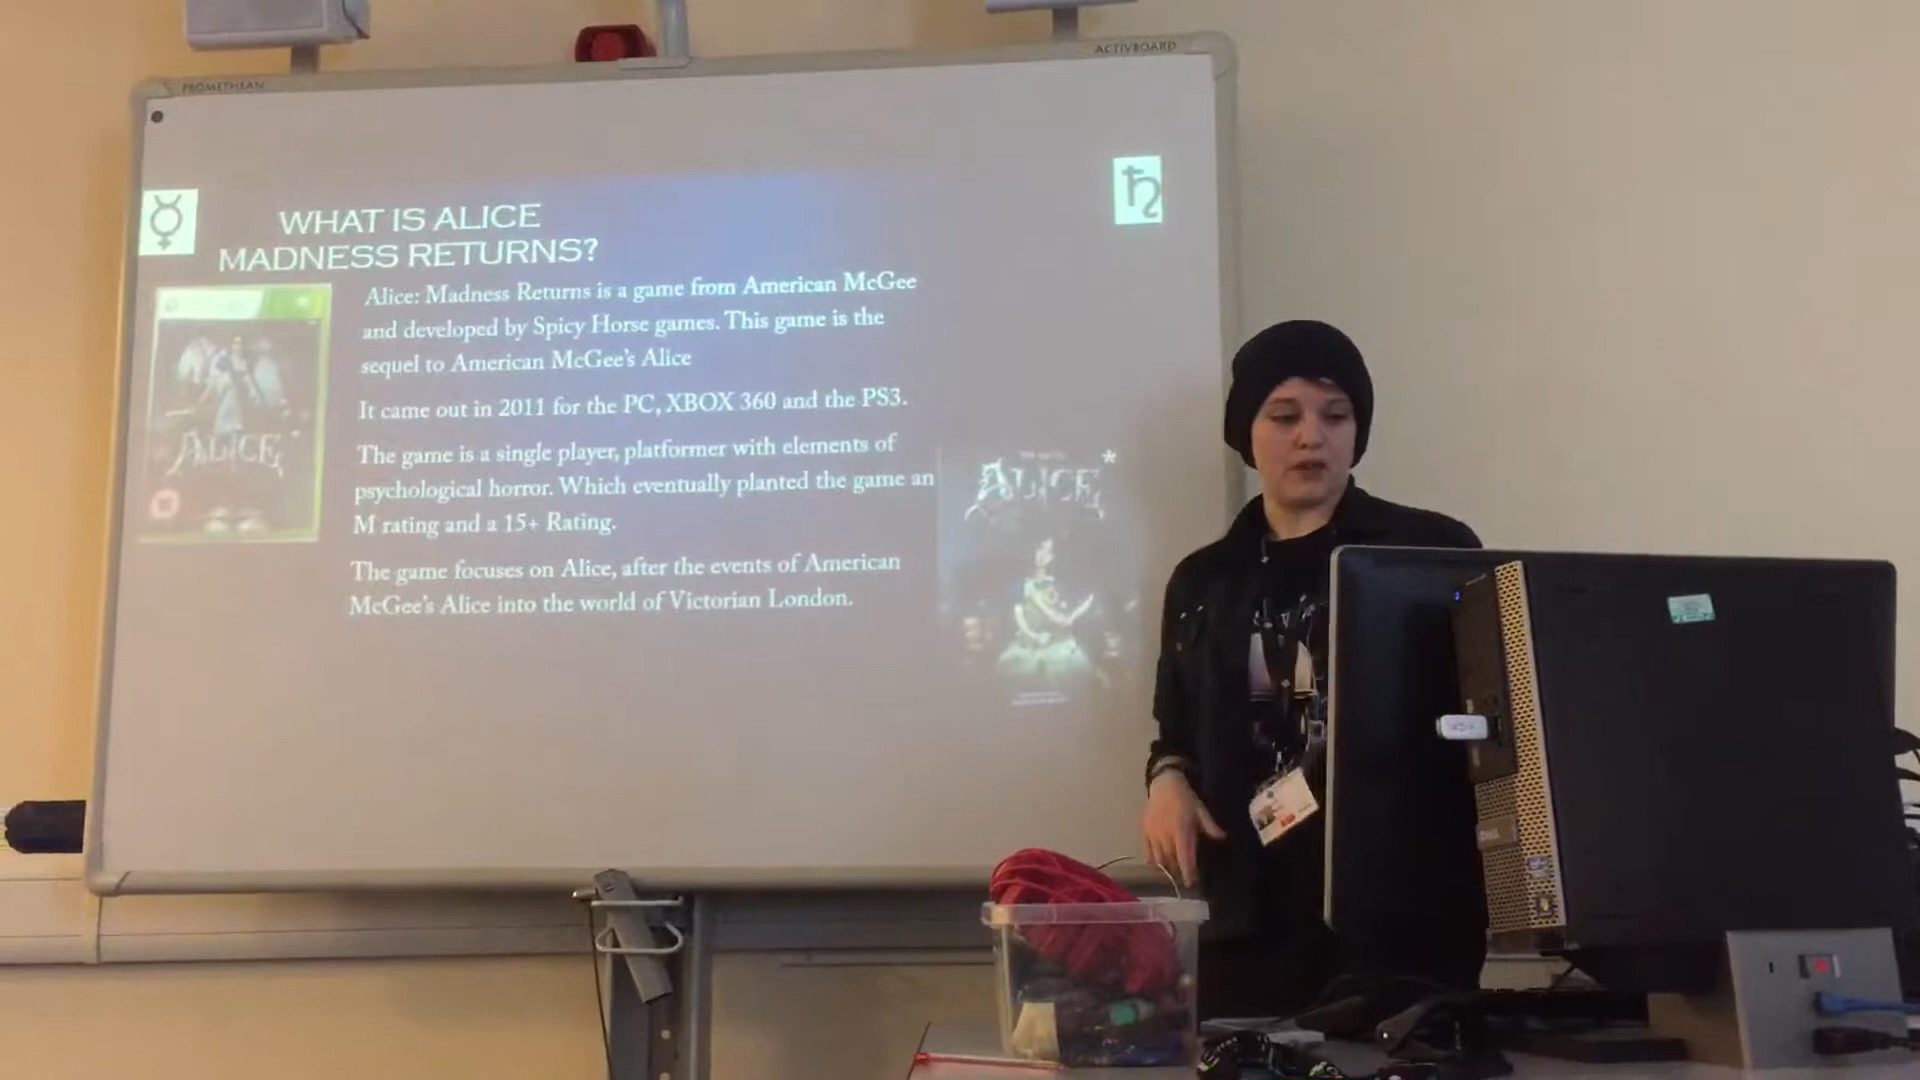 PROMETHEAN
ACTIVBOARD
WHAT IS ALICE
MADNESS RETURNS?
Alice: Madness Returns is a game from American McGee
and developed by Spicy Horse games. This game is the
sequel to American McGee's Alice
It came out in 2011 for the PC, XBOX 360 and the PS3.
The game is a single player, platformer with elements of
psychological horror. Which eventually planted the game an
M rating and a 15+ Rating.
The game focuses on Alice, after the events of American
McGee's Alice into the world of Victorian London.
ALICE
ALICE
*
DELL